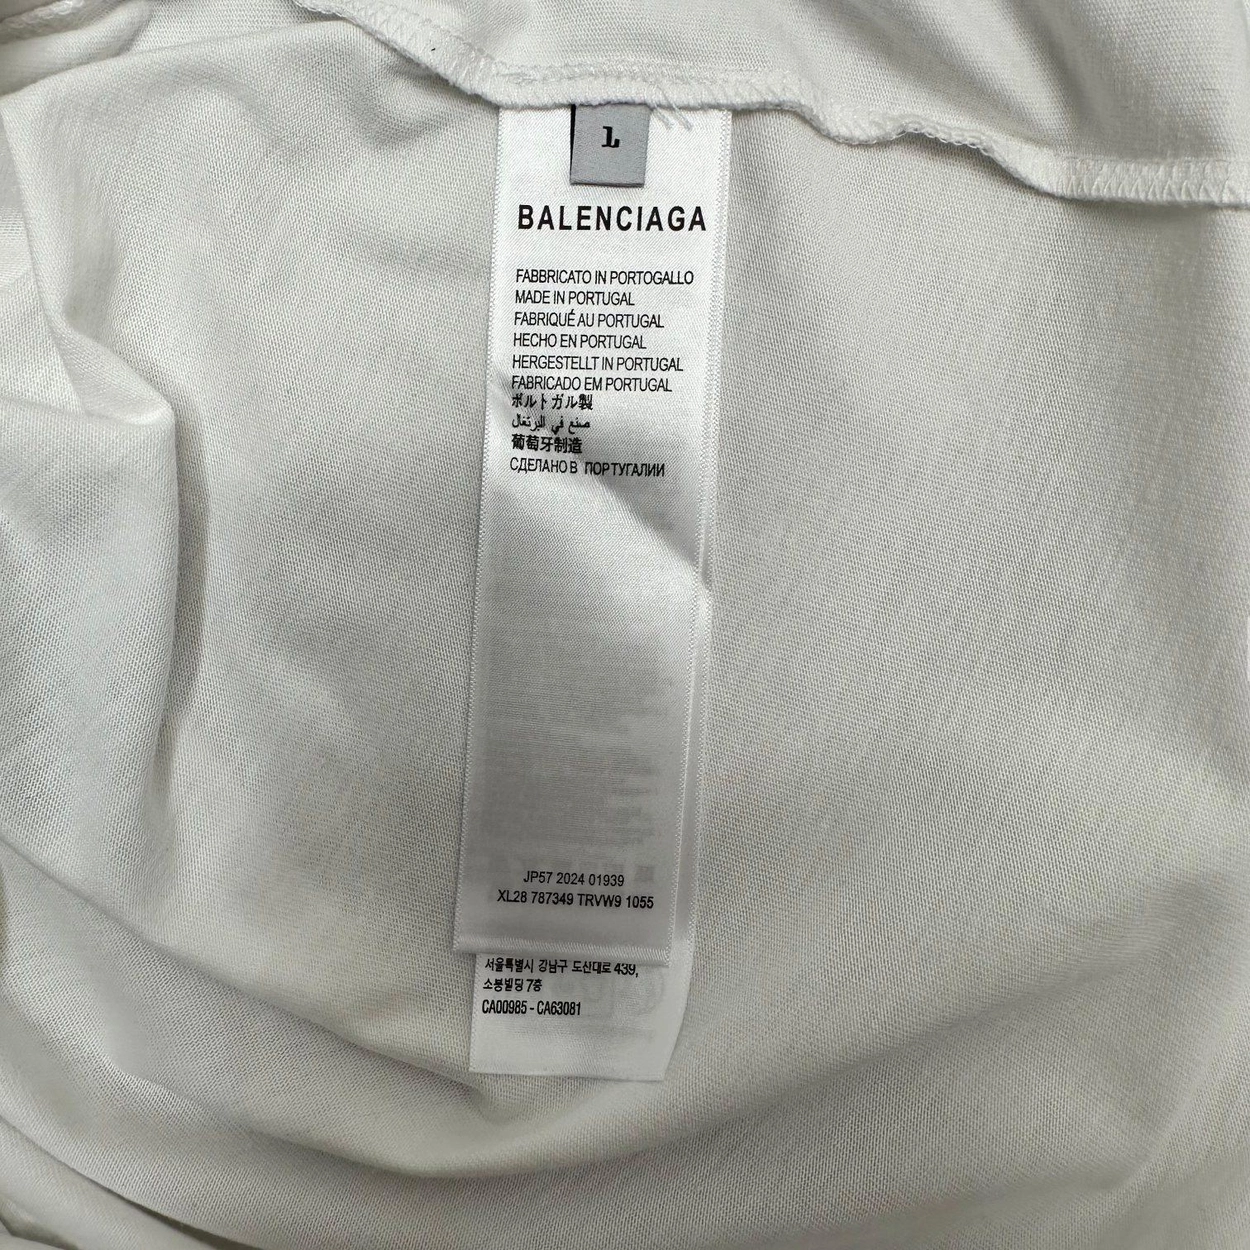 L
BALENCIAGA
FABBRICATO IN PORTOGALLO
MADE IN PORTUGAL
FABRIQUÉ AU PORTUGAL
HECHO EN PORTUGAL
HERGESTELLT IN PORTUGAL
FABRICADO EM PORTUGAL
ポルトガル製
صنع في البرتغال
葡萄牙制造
СДЕЛАНО В ПОРТУГАЛИИ
JP57 2024 01939
XL28 787349 TRVW9 1055
서울특별시 강남구 도산대로 439,
소봉빌딩 7층
CA00985 - CA63081